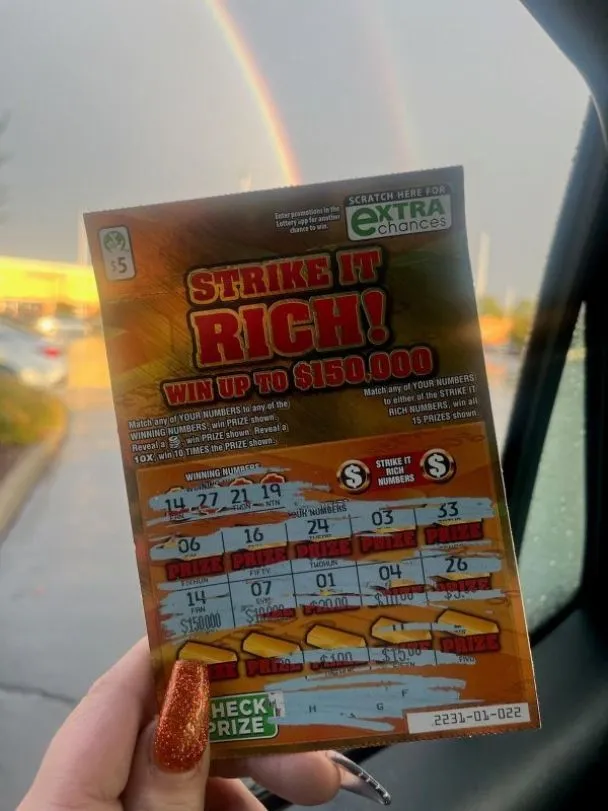 SCRATCH HERE FOR
EXTRA
chances
Enter promotions in the
Lottery app for another
chance to win.
$5
STRIKE IT
RICH!
WIN UP TO $150,000
Match any of YOUR NUMBERS to any of the
WINNING NUMBERS, win PRIZE shown.
Reveal a win PRIZE shown. Reveal a
10X, win 10 TIMES the PRIZE shown.
Match any of YOUR NUMBERS
to either of the STRIKE IT
RICH NUMBERS, win all
15 PRIZES shown.
WINNING NUMBERS
14 27 21 19
$ STRIKE IT
RICH
NUMBERS $
YOUR NUMBERS
06 16 24 03 33
PRIZE PRIZE PRIZE PRIZE PRIZE
FIFTY TWOHUN
14 07 01 04 26
$150000 $10,000 $20.00
PRIZE
$100 $15.00 PRIZE
CHECK
PRIZE
H A G F
2231-01-022